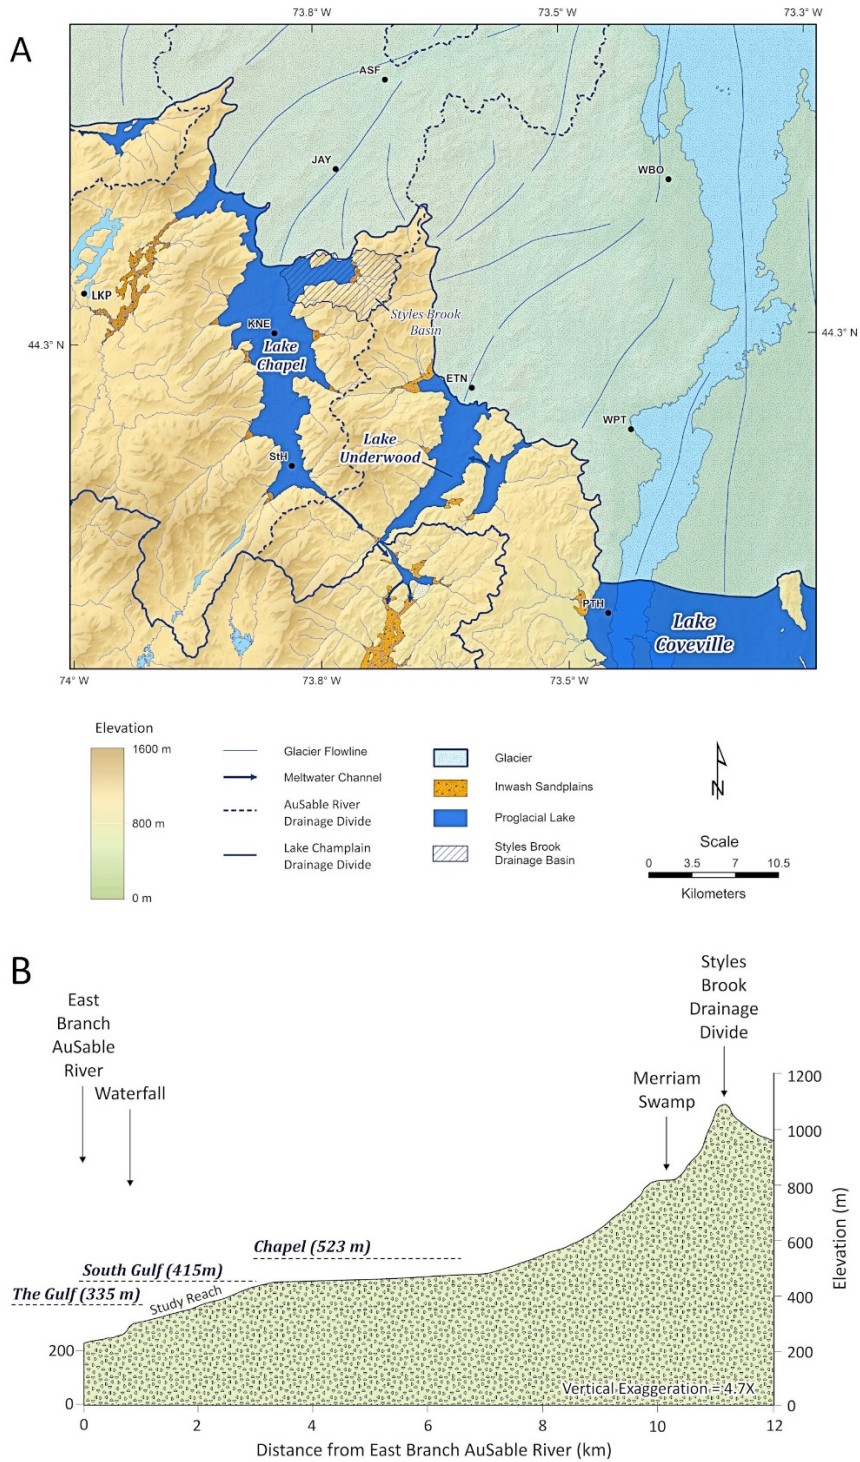 A
73.8° W
73.5° W
73.3° W
ASF
JAY
WBO
LKP
Styles Brook
Basin
KNE
44.3° N
44.3° N
Lake
Chapel
ETN
WPT
Lake
Underwood
StH
PTH
Lake
Coveville
74° W
73.8° W
73.5° W
Elevation
1600 m
800 m
0 m
Glacier Flowline
Meltwater Channel
AuSable River
Drainage Divide
Lake Champlain
Drainage Divide
Glacier
Inwash Sandplains
Proglacial Lake
Styles Brook
Drainage Basin
N
Scale
0 3.5 7 10.5
Kilometers
B
East
Branch
AuSable
River
Waterfall
Styles
Brook
Drainage
Divide
Merriam
Swamp
1200
1000
800
600
400
200
0
Elevation (m)
Chapel (523 m)
South Gulf (415m)
The Gulf (335 m)
Study Reach
200
0
Vertical Exaggeration = 4.7X
0 2 4 6 8 10 12
Distance from East Branch AuSable River (km)